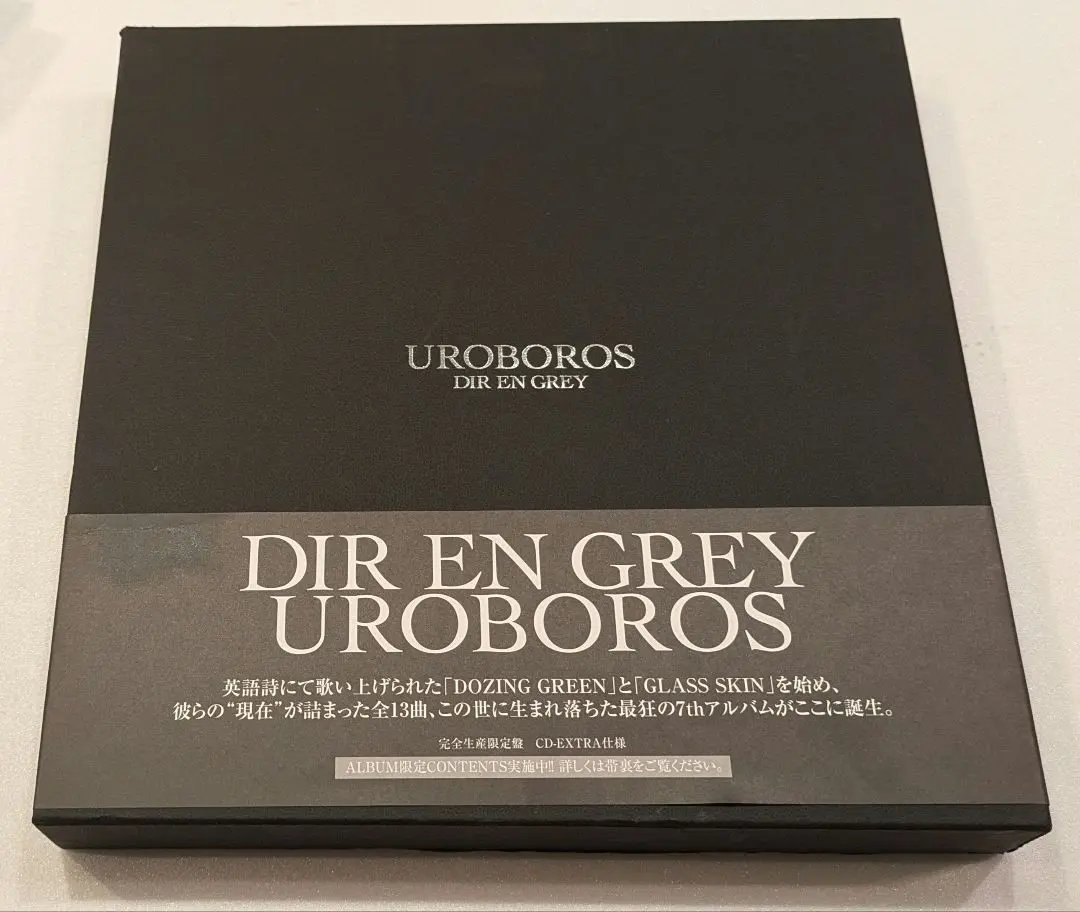 UROBOROS
DIR EN GREY
DIR EN GREY
UROBOROS
英語詩にて歌い上げられた「DOZING GREEN」と「GLASS SKIN」を始め、
彼らの“現在”が詰まった全13曲、この世に生まれ落ちた最狂の7thアルバムがここに誕生。
完全生産限定盤 CD-EXTRA仕様
ALBUM限定CONTENTS実施中!! 詳しくは帯裏をご覧ください。